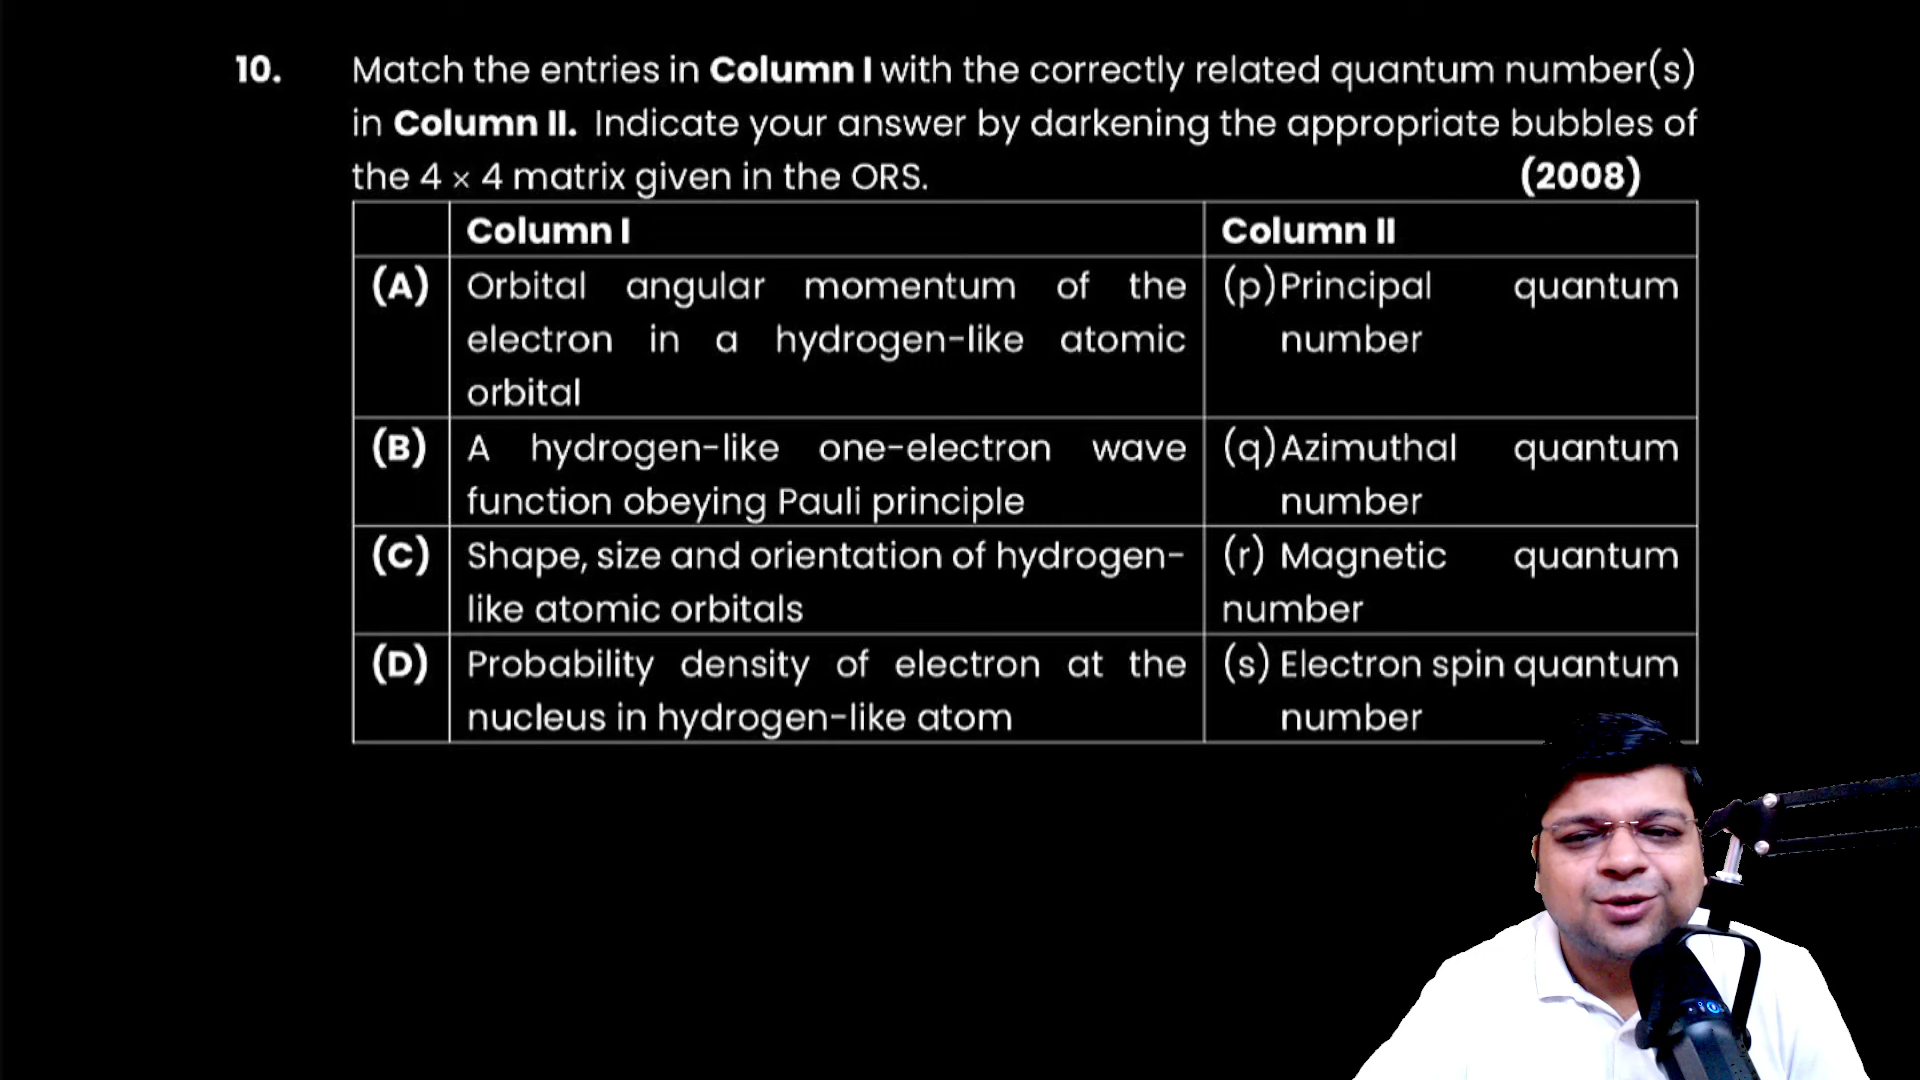 10. Match the entries in Column I with the correctly related quantum number(s)
in Column II. Indicate your answer by darkening the appropriate bubbles of
the 4 × 4 matrix given in the ORS. (2008)
Column I Column II
(A) Orbital angular momentum of the (p) Principal quantum
electron in a hydrogen-like atomic number
orbital
(B) A hydrogen-like one-electron wave (q) Azimuthal quantum
function obeying Pauli principle number
(C) Shape, size and orientation of hydrogen- (r) Magnetic quantum
like atomic orbitals number
(D) Probability density of electron at the (s) Electron spin quantum
nucleus in hydrogen-like atom number